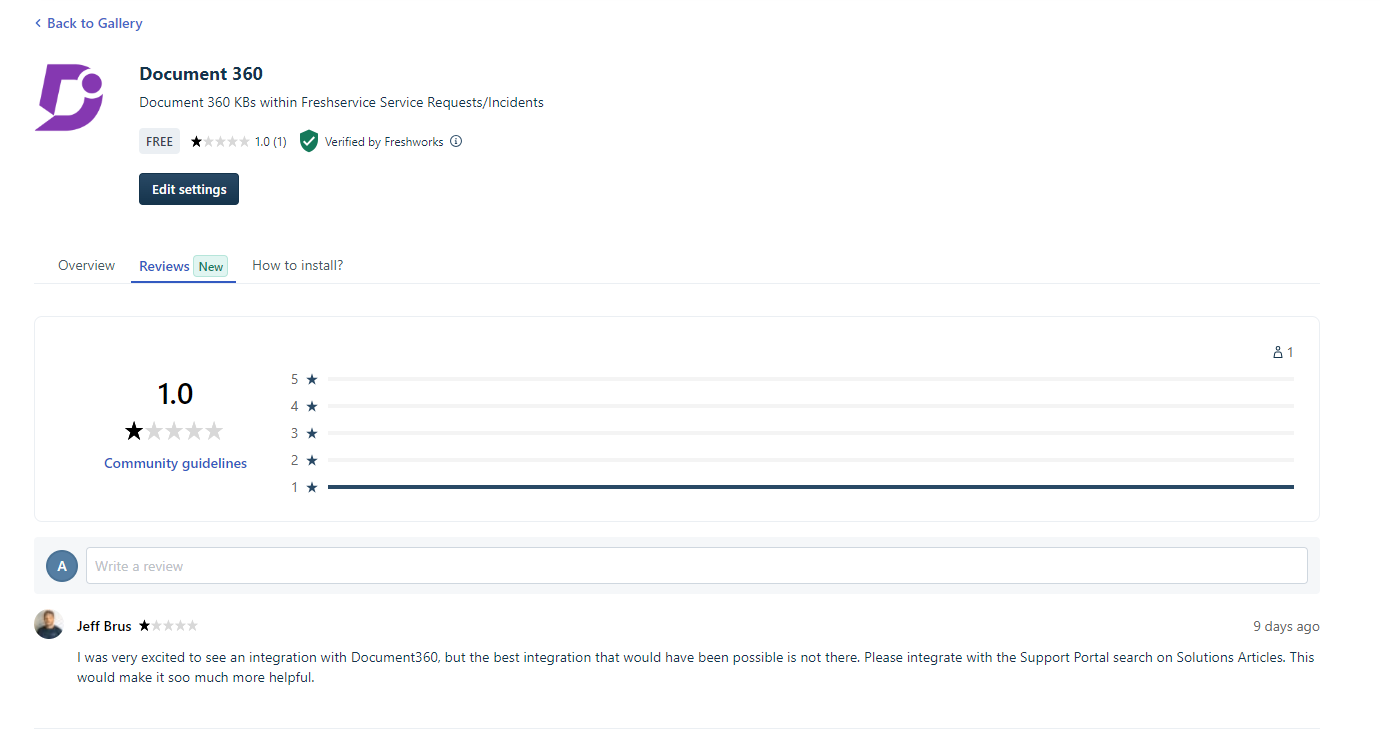 Back to Gallery
Document 360
Document 360 KBs within Freshservice Service Requests/Incidents
FREE 1.0 (1) Verified by Freshworks
Edit settings
Overview Reviews New How to install?
1
1.0
Community guidelines
5
4
3
2
1
A Write a review
Jeff Brus 9 days ago
I was very excited to see an integration with Document360, but the best integration that would have been possible is not there. Please integrate with the Support Portal search on Solutions Articles. This
would make it soo much more helpful.